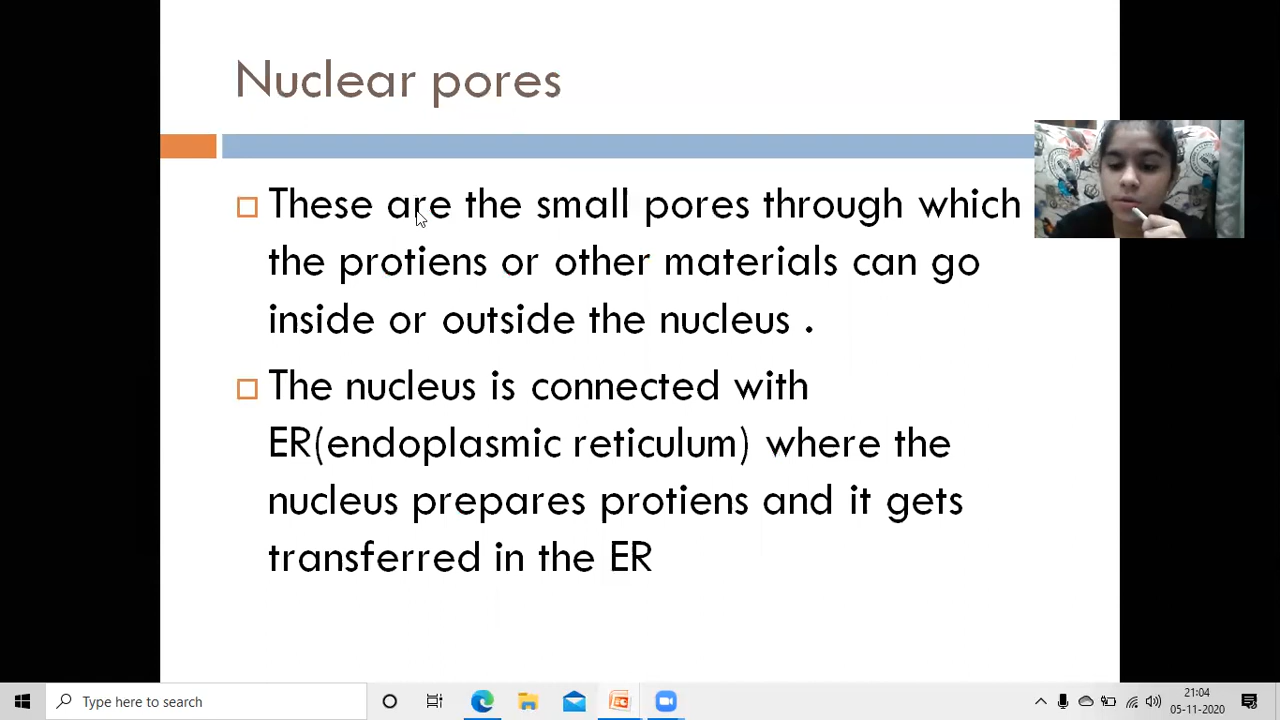 Nuclear pores
These are the small pores through which
the protiens or other materials can go
inside or outside the nucleus .
The nucleus is connected with
ER(endoplasmic reticulum) where the
nucleus prepares protiens and it gets
transferred in the ER
Type here to search
21:04
05-11-2020